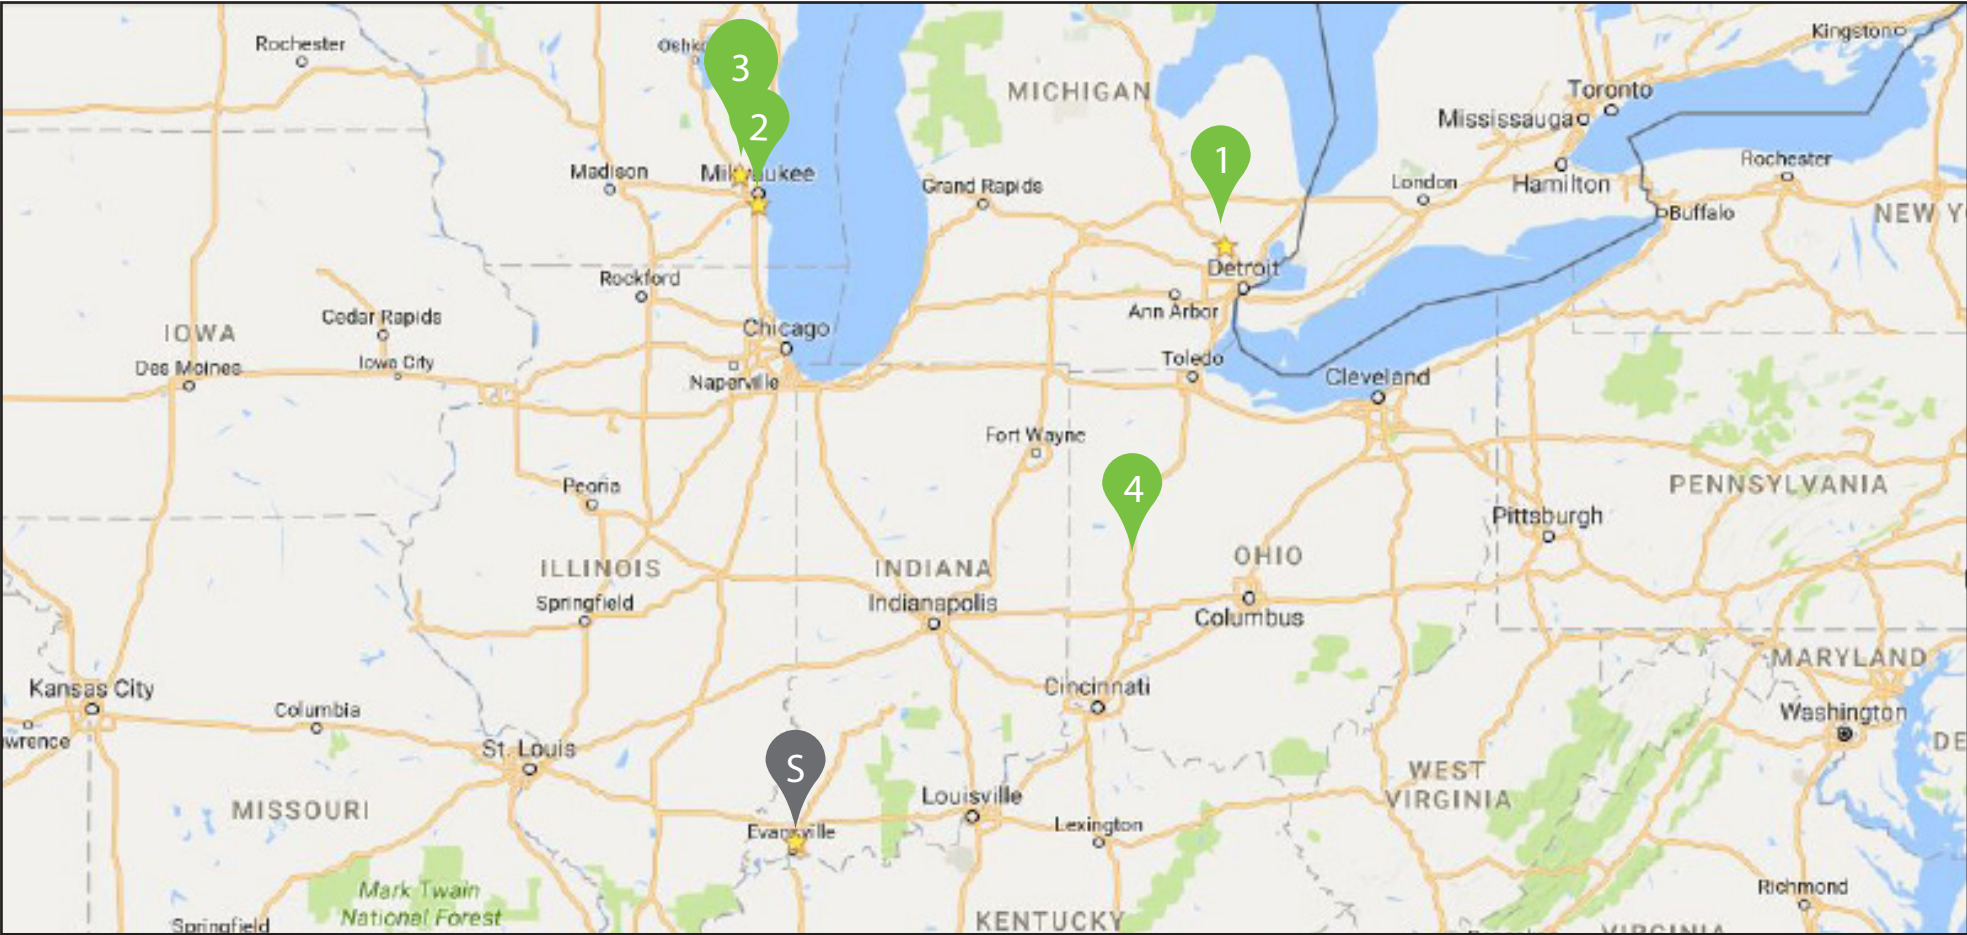 Rochester
Oshk
3
2
Madison
Milwaukee
MICHIGAN
Grand Rapids
1
Detroit
Ann Arbor
Toledo
London
Mississauga
Toronto
Hamilton
Kingston
Rochester
Buffalo
NEW Y
Rockford
Cedar Rapids
IOWA
Des Moines
Iowa City
Chicago
Naperville
Cleveland
Fort Wayne
4
Peoria
PENNSYLVANIA
Pittsburgh
ILLINOIS
Springfield
INDIANA
Indianapolis
OHIO
Columbus
MARYLAND
Washington
DE
Kansas City
wrence
Columbia
St. Louis
Cincinnati
S
Evansville
Louisville
Lexington
WEST
VIRGINIA
MISSOURI
Mark Twain
National Forest
Springfield
KENTUCKY
Richmond
VIRGINIA